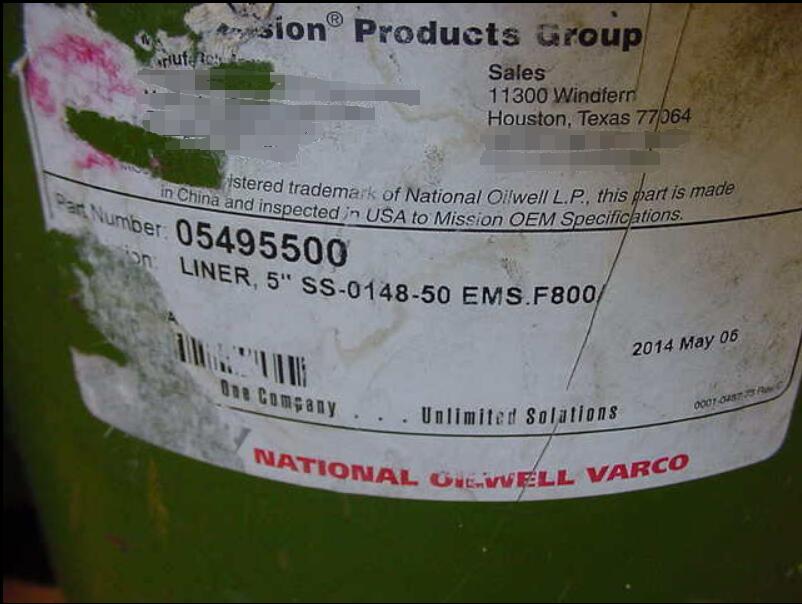 sion® Products Group
Sales
11300 Windfern
Houston, Texas 77064
istered trademark of National Oilwell L.P., this part is made
in China and inspected in USA to Mission OEM Specifications.
Part Number: 05495500
LINER, 5" SS-0148-50 EMS.F800/
A
2014 May 06
One Company . . . Unlimited Solutions
NATIONAL OILWELL VARCO